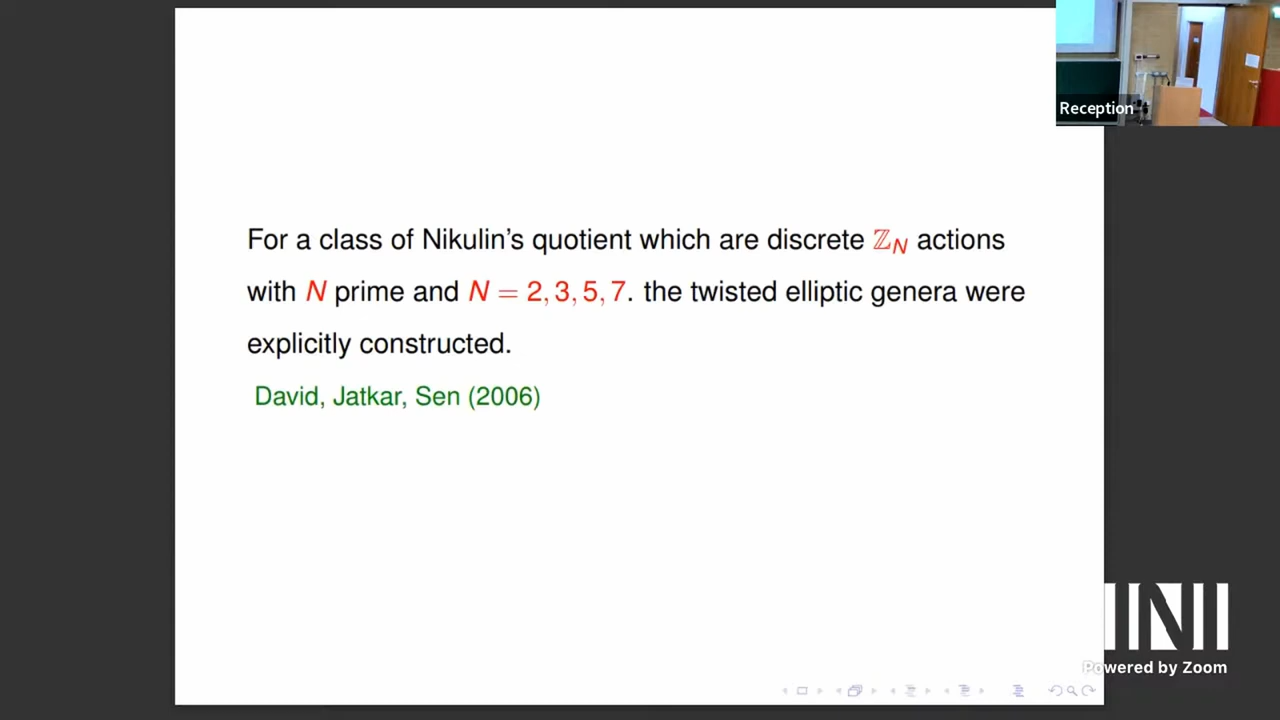 Reception
For a class of Nikulin's quotient which are discrete ℤ_N actions
with N prime and N = 2, 3, 5, 7. the twisted elliptic genera were
explicitly constructed.
David, Jatkar, Sen (2006)
INI
Powered by Zoom